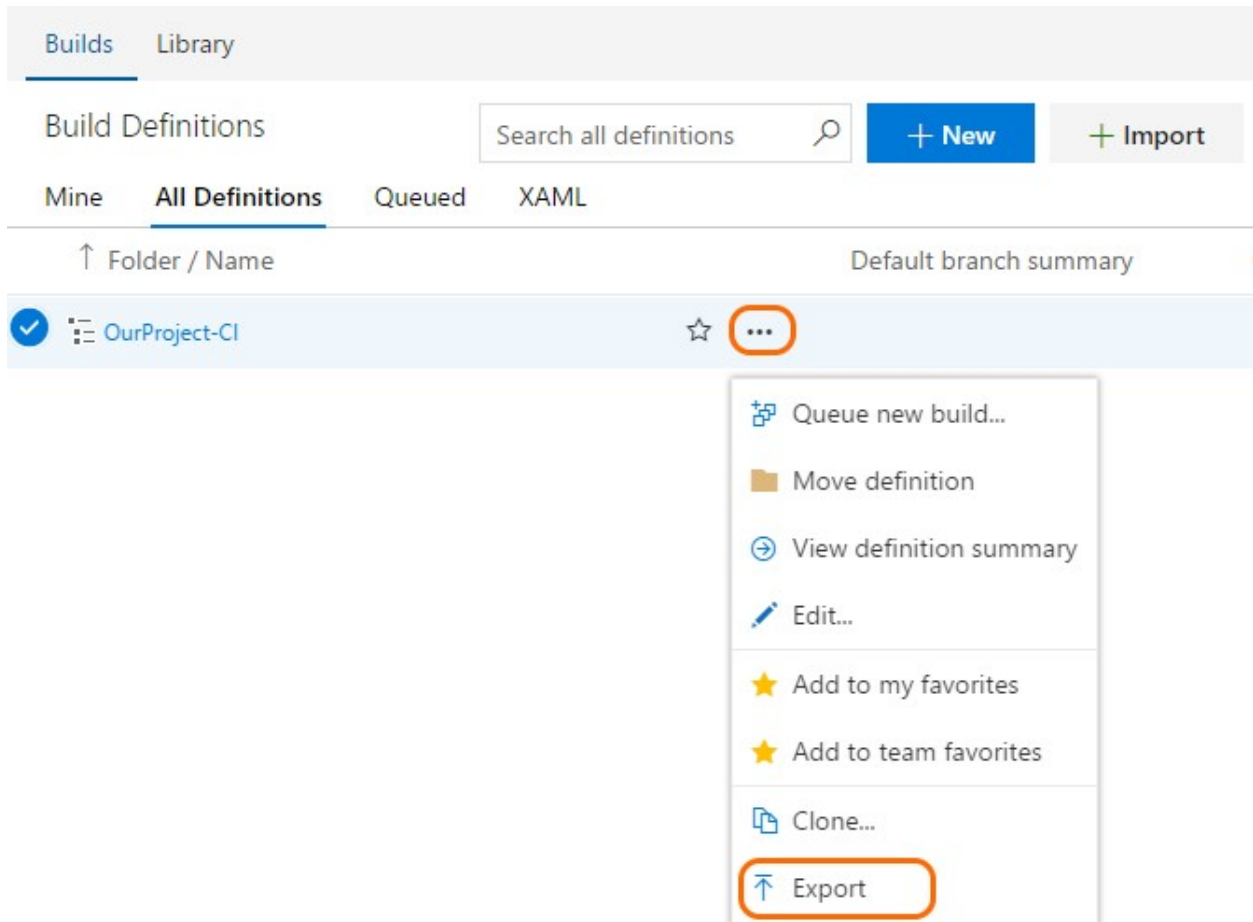 Builds Library
Build Definitions Search all definitions + New + Import
Mine All Definitions Queued XAML
↑ Folder / Name Default branch summary
OurProject-CI ...
Queue new build...
Move definition
View definition summary
Edit...
Add to my favorites
Add to team favorites
Clone...
Export